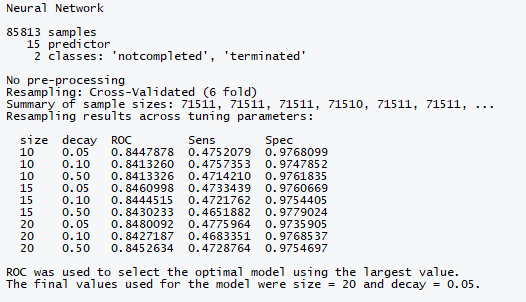 Neural Network
85813 samples
15 predictor
2 classes: 'notcompleted', 'terminated'
No pre-processing
Resampling: Cross-Validated (6 fold)
Summary of sample sizes: 71511, 71511, 71511, 71510, 71511, 71511, ...
Resampling results across tuning parameters:
size decay ROC Sens Spec
10 0.05 0.8447878 0.4752079 0.9768099
10 0.10 0.8413260 0.4757353 0.9747852
10 0.50 0.8413326 0.4714210 0.9761835
15 0.05 0.8460998 0.4733439 0.9760669
15 0.10 0.8444515 0.4721762 0.9754405
15 0.50 0.8430233 0.4651882 0.9779024
20 0.05 0.8480092 0.4775964 0.9735905
20 0.10 0.8427187 0.4683351 0.9768537
20 0.50 0.8452634 0.4728764 0.9754697
ROC was used to select the optimal model using the largest value.
The final values used for the model were size = 20 and decay = 0.05.